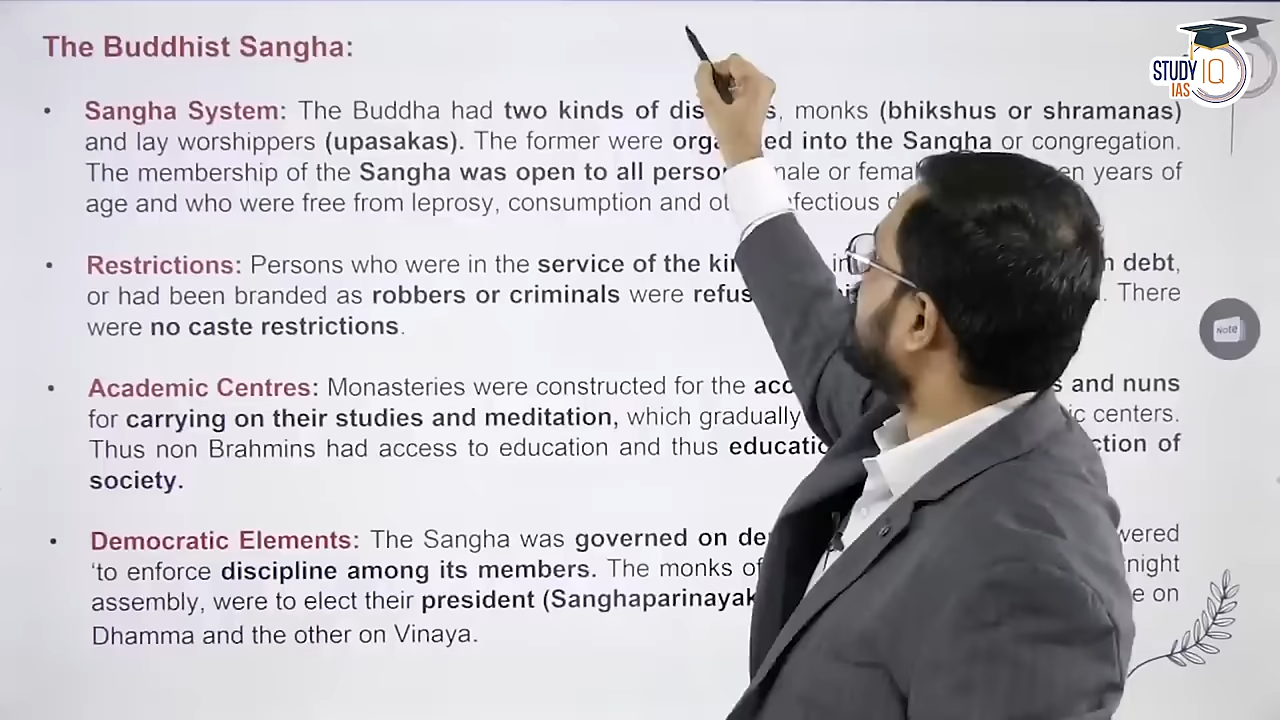 The Buddhist Sangha:
STUDY IQ
IAS
• Sangha System: The Buddha had two kinds of dis s, monks (bhikshus or shramanas)
and lay worshippers (upasakas). The former were orga ed into the Sangha or congregation.
The membership of the Sangha was open to all perso male or fema en years of
age and who were free from leprosy, consumption and ot fectious d
• Restrictions: Persons who were in the service of the kin in n debt,
or had been branded as robbers or criminals were refus . There
were no caste restrictions.
Note
• Academic Centres: Monasteries were constructed for the acc s and nuns
for carrying on their studies and meditation, which gradually ic centers.
Thus non Brahmins had access to education and thus educatio ction of
society.
• Democratic Elements: The Sangha was governed on de wered
‘to enforce discipline among its members. The monks of night
assembly, were to elect their president (Sanghaparinayak e on
Dhamma and the other on Vinaya.